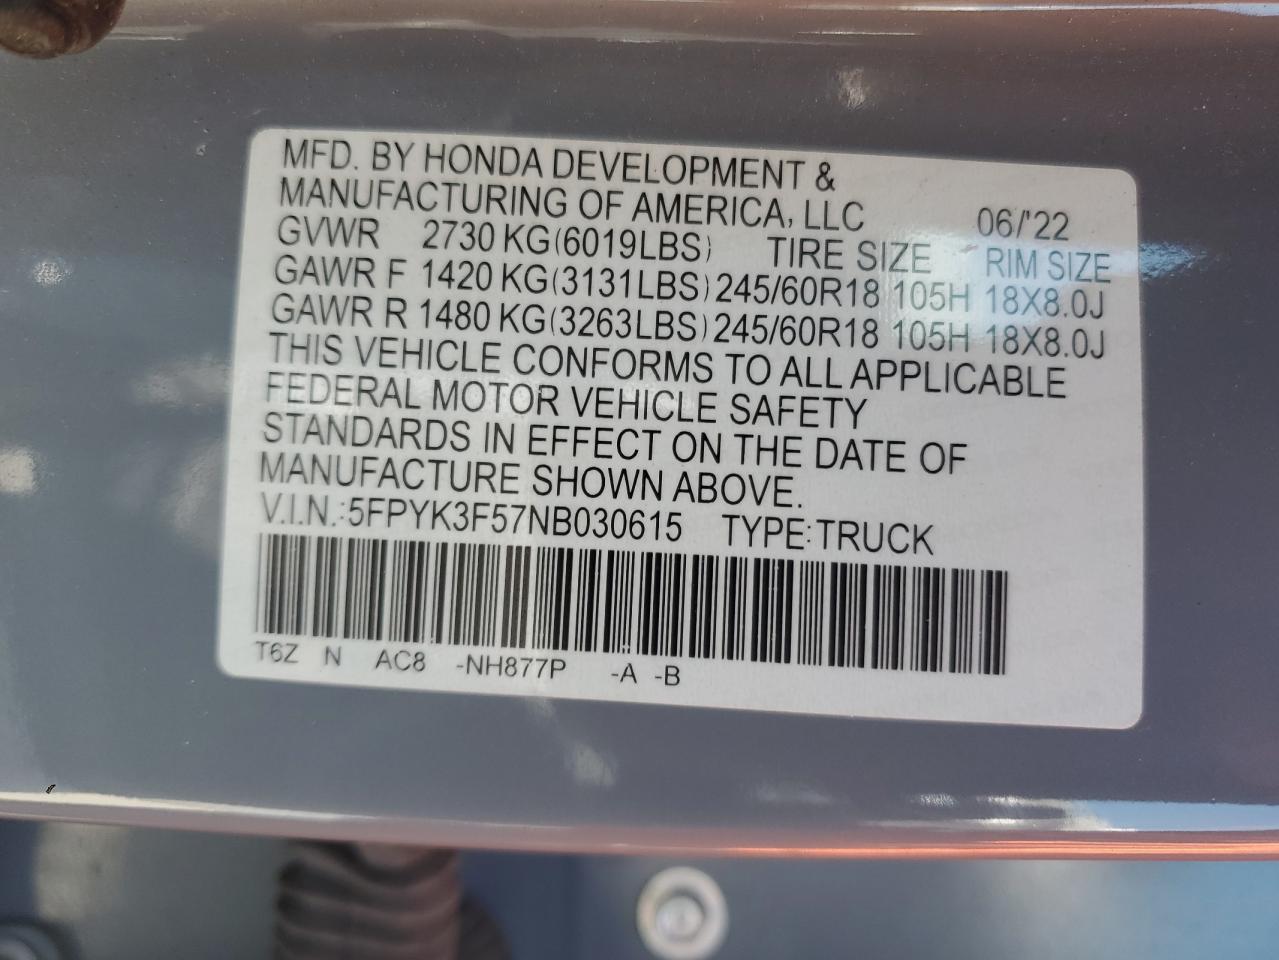 MFD. BY HONDA DEVELOPMENT &
MANUFACTURING OF AMERICA, LLC 06/'22
GVWR 2730 KG(6019LBS) TIRE SIZE RIM SIZE
GAWR F 1420 KG(3131LBS) 245/60R18 105H 18X8.0J
GAWR R 1480 KG(3263LBS) 245/60R18 105H 18X8.0J
THIS VEHICLE CONFORMS TO ALL APPLICABLE
FEDERAL MOTOR VEHICLE SAFETY
STANDARDS IN EFFECT ON THE DATE OF
MANUFACTURE SHOWN ABOVE.
V.I.N.:5FPYK3F57NB030615 TYPE:TRUCK
T6Z N AC8 -NH877P -A -B